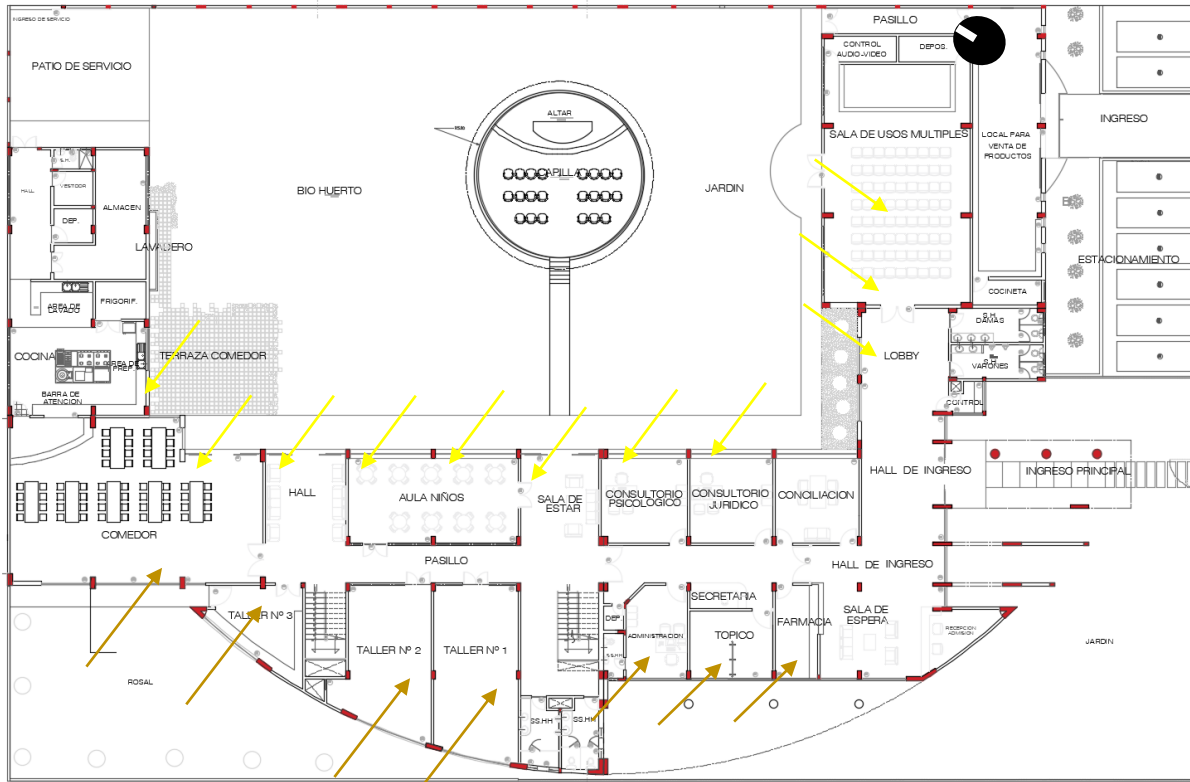 INGRESO DE SERVICIO
PASILLO
CONTROL
AUDIO-VIDEO
DEPOS.
PATIO DE SERVICIO
ALTAR
INGRESO
SALA DE USOS MULTIPLES
LOCAL PARA
VENTA DE
PRODUCTOS
S.H.
HALL
VESTIDOR
CAPILLA
BIO HUERTO
JARDIN
ALMACEN
DEP.
LAVADERO
ESTACIONAMIENTO
AREA DE
LAVADO
FRIGORIF.
COCINETA
S.H.
DAMAS
COCINA
TERRAZA COMEDOR
LOBBY
S.H.
VARONES
BARRA DE
ATENCION
CONTROL
HALL DE INGRESO
INGRESO PRINCIPAL
HALL
AULA NIÑOS
SALA DE
ESTAR
CONSULTORIO
PSICOLOGICO
CONSULTORIO
JURIDICO
CONCILIACION
COMEDOR
PASILLO
HALL DE INGRESO
SECRETARIA
TALLER Nº 3
DEP.
SALA DE
ESPERA
FARMACIA
RECEPCION
ADMISION
ADMINISTRACION
TOPICO
JARDIN
TALLER Nº 2
TALLER Nº 1
SS.HH
ROSAL
SS.HH
SS.HH